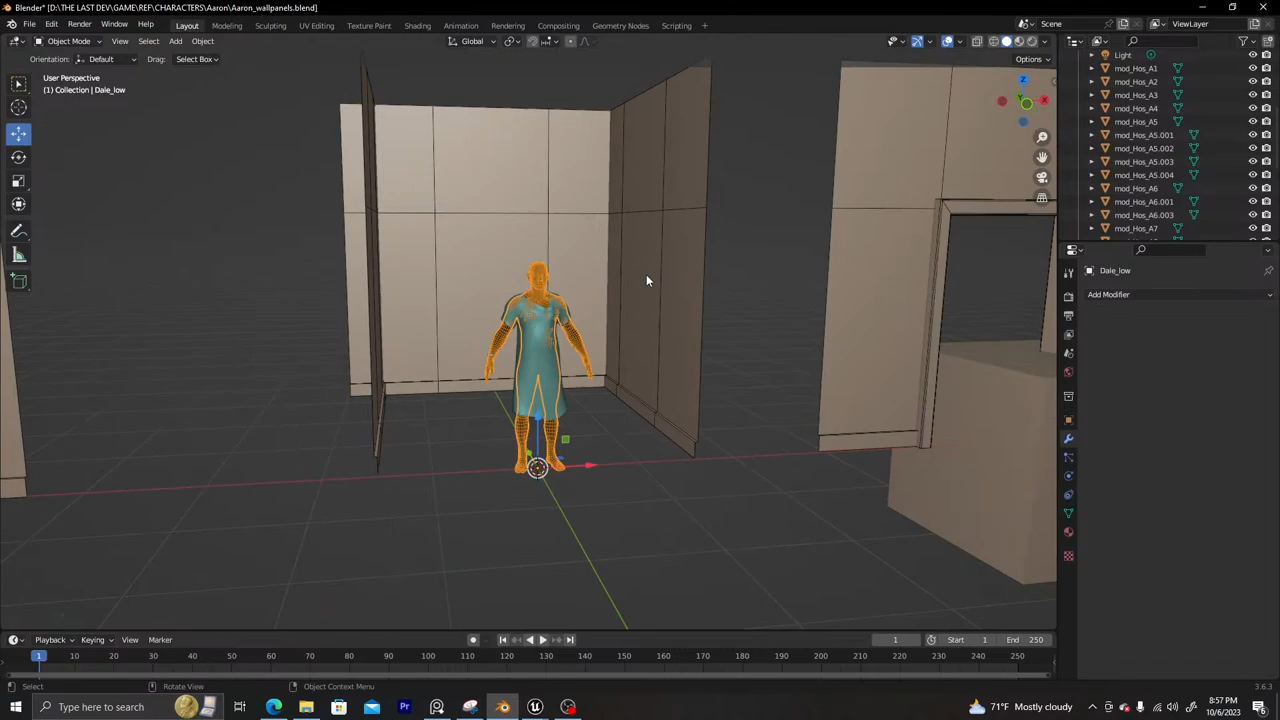 Blender* [D:\THE LAST DEV\GAME\REF\CHARACTERS\Aaron\Aaron_wallpanels.blend]
File Edit Render Window Help Layout Modeling Sculpting UV Editing Texture Paint Shading Animation Rendering Compositing Geometry Nodes Scripting + Scene ViewLayer
Object Mode View Select Add Object Global
Orientation: Default Drag: Select Box Options
User Perspective
(1) Collection | Dale_low
Z
X
Y
Light
mod_Hos_A1
mod_Hos_A2
mod_Hos_A3
mod_Hos_A4
mod_Hos_A5
mod_Hos_A5.001
mod_Hos_A5.002
mod_Hos_A5.003
mod_Hos_A5.004
mod_Hos_A6
mod_Hos_A6.001
mod_Hos_A6.003
mod_Hos_A7
Dale_low
Add Modifier
Playback Keying View Marker 1 Start 1 End 250
1 10 20 30 40 50 60 70 80 90 100 110 120 130 140 150 160 170 180 190 200 210 220 230 240 250
Select Rotate View Object Context Menu 3.6.3
Type here to search Pr 71°F Mostly cloudy 8:57 PM
10/6/2023